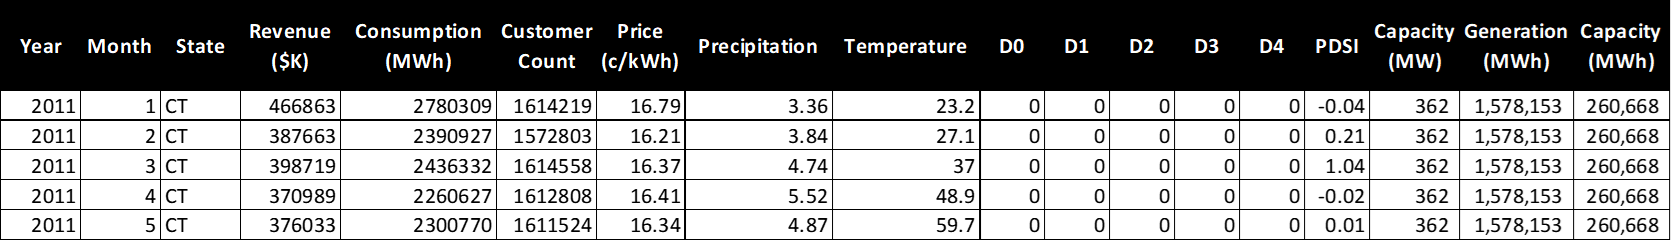 Year Month State Revenue ($K) Consumption (MWh) Customer Count Price (c/kWh) Precipitation Temperature D0 D1 D2 D3 D4 PDSI Capacity (MW) Generation (MWh) Capacity (MWh)
2011 1 CT 466863 2780309 1614219 16.79 3.36 23.2 0 0 0 0 0 -0.04 362 1,578,153 260,668
2011 2 CT 387663 2390927 1572803 16.21 3.84 27.1 0 0 0 0 0 0.21 362 1,578,153 260,668
2011 3 CT 398719 2436332 1614558 16.37 4.74 37 0 0 0 0 0 1.04 362 1,578,153 260,668
2011 4 CT 370989 2260627 1612808 16.41 5.52 48.9 0 0 0 0 0 -0.02 362 1,578,153 260,668
2011 5 CT 376033 2300770 1611524 16.34 4.87 59.7 0 0 0 0 0 0.01 362 1,578,153 260,668